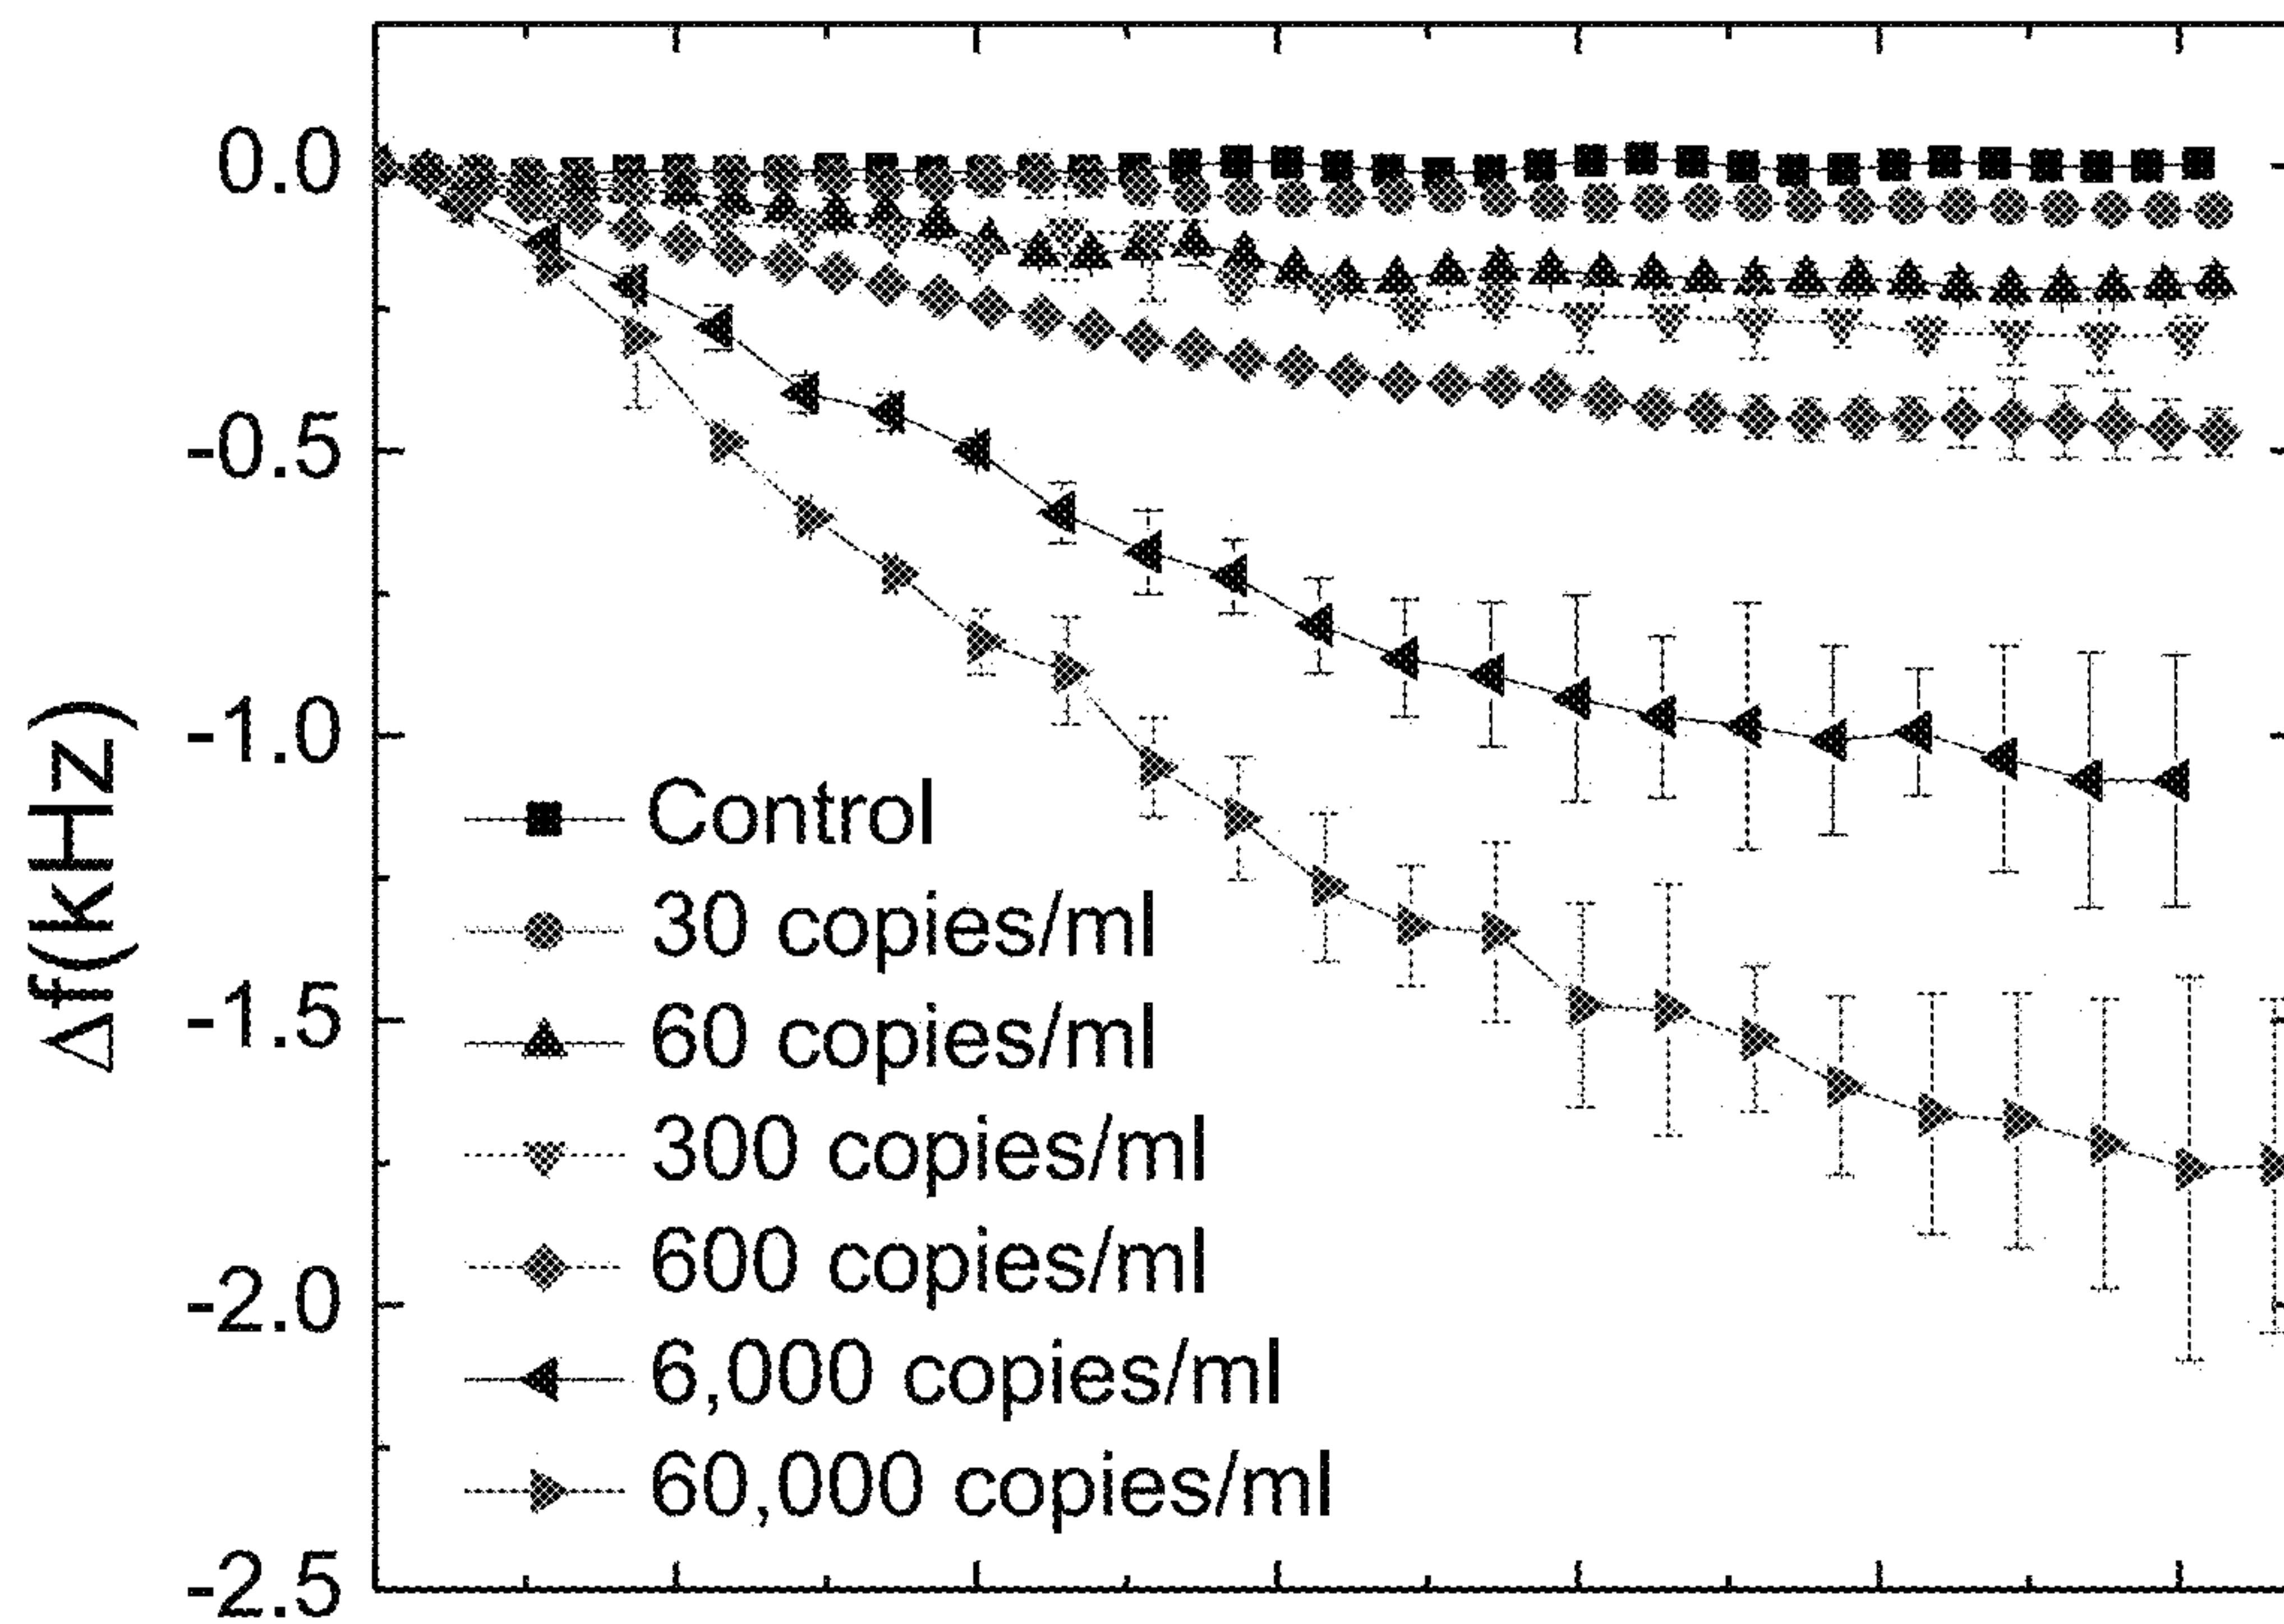 0.0
-0.5
-1.0
-1.5
-2.0
-2.5
Δf(kHz)
Control
30 copies/ml
60 copies/ml
300 copies/ml
600 copies/ml
6,000 copies/ml
60,000 copies/ml